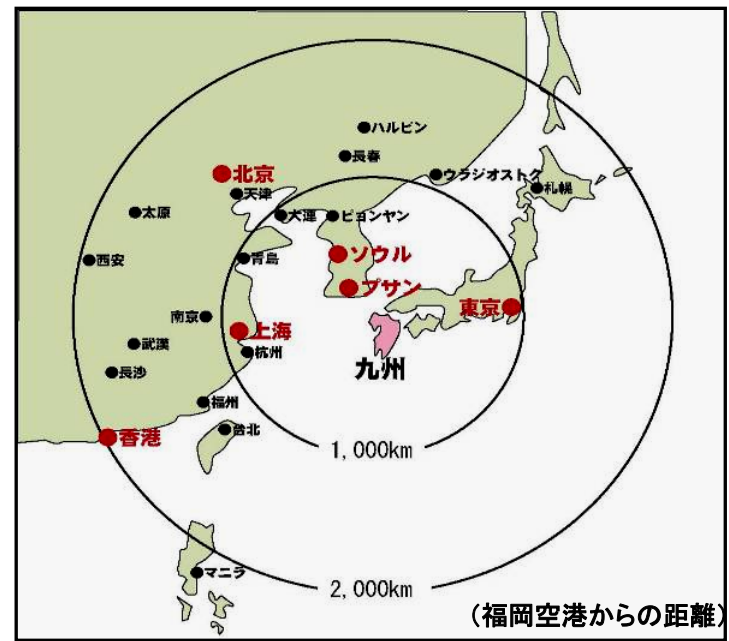 ハルビン
長春
北京
ウラジオストク
天津
札幌
太原
大連
ピョンヤン
ソウル
西安
青島
プサン
東京
南京
上海
武漢
杭州
九州
長沙
福州
台北
香港
1,000km
マニラ
2,000km
(福岡空港からの距離)